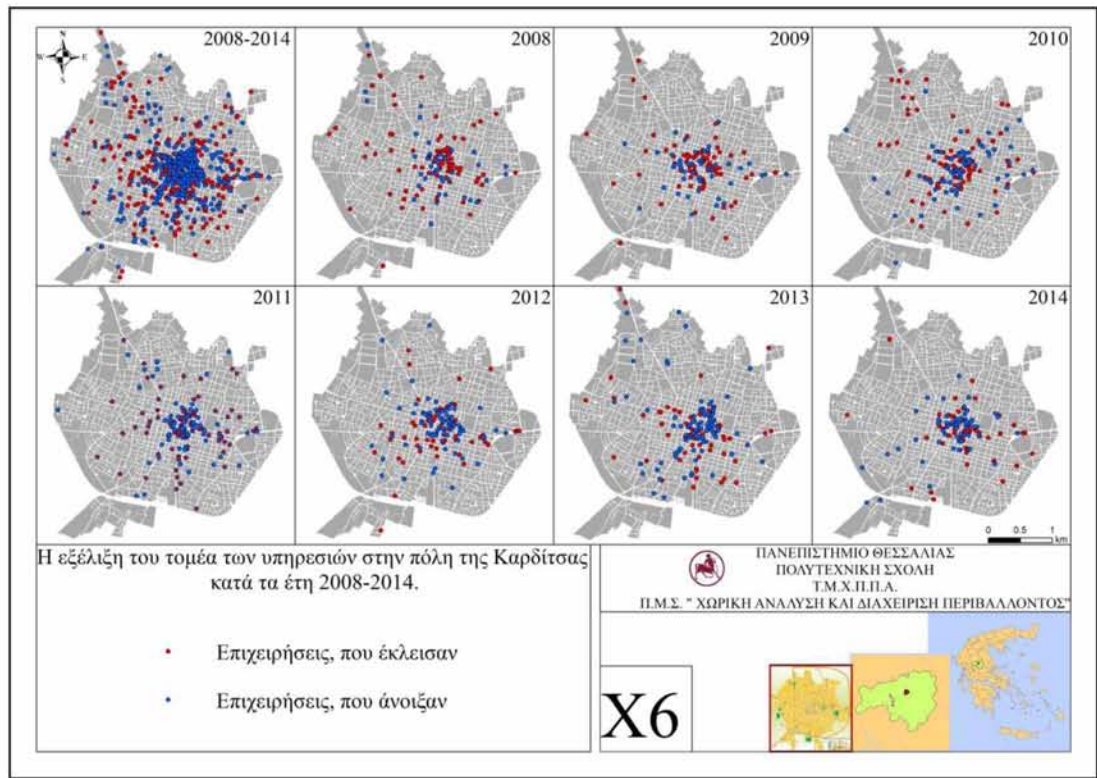 2008-2014
2008
2009
2010
N
W E
S
2011
2012
2013
2014
0 0.5 1
km
Η εξέλιξη του τομέα των υπηρεσιών στην πόλη της Καρδίτσας
κατά τα έτη 2008-2014.
Επιχειρήσεις, που έκλεισαν
Επιχειρήσεις, που άνοιξαν
ΠΑΝΕΠΙΣΤΗΜΙΟ ΘΕΣΣΑΛΙΑΣ
ΠΟΛΥΤΕΧΝΙΚΗ ΣΧΟΛΗ
Τ.Μ.Χ.Π.Π.Α.
Π.Μ.Σ. " ΧΩΡΙΚΗ ΑΝΑΛΥΣΗ ΚΑΙ ΔΙΑΧΕΙΡΙΣΗ ΠΕΡΙΒΑΛΛΟΝΤΟΣ"
Χ6